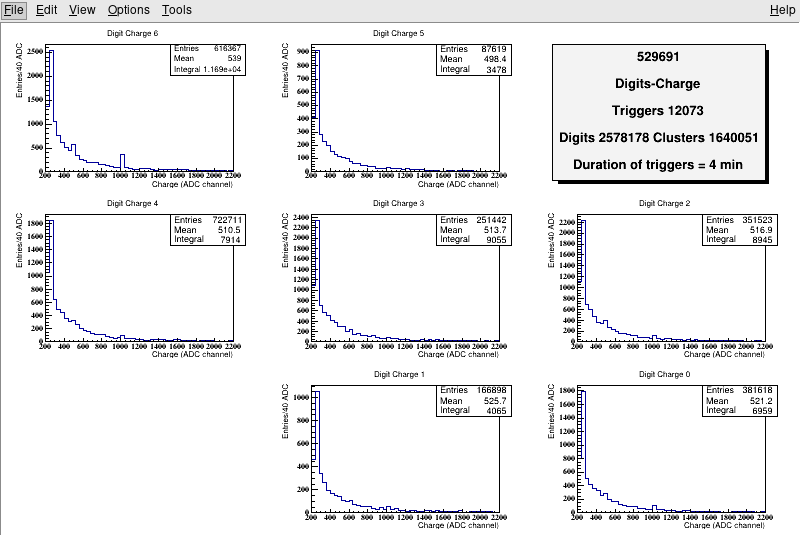 File Edit View Options Tools Help
Digit Charge 6
Entries/40 ADC
Entries 616367
Mean 539
Integral 1.169e+04
2500
2000
1500
1000
500
0
200 400 600 800 1000 1200 1400 1600 1800 2000 2200
Charge (ADC channel)
Digit Charge 5
Entries/40 ADC
Entries 87619
Mean 498.4
Integral 3478
900
800
700
600
500
400
300
200
100
0
200 400 600 800 1000 1200 1400 1600 1800 2000 2200
Charge (ADC channel)
529691
Digits-Charge
Triggers 12073
Digits 2578178 Clusters 1640051
Duration of triggers = 4 min
Digit Charge 4
Entries/40 ADC
Entries 722711
Mean 510.5
Integral 7914
1800
1600
1400
1200
1000
800
600
400
200
0
200 400 600 800 1000 1200 1400 1600 1800 2000 2200
Charge (ADC channel)
Digit Charge 3
Entries/40 ADC
Entries 251442
Mean 513.7
Integral 9055
2400
2200
2000
1800
1600
1400
1200
1000
800
600
400
200
0
200 400 600 800 1000 1200 1400 1600 1800 2000 2200
Charge (ADC channel)
Digit Charge 2
Entries/40 ADC
Entries 351523
Mean 516.9
Integral 8945
2200
2000
1800
1600
1400
1200
1000
800
600
400
200
0
200 400 600 800 1000 1200 1400 1600 1800 2000 2200
Charge (ADC channel)
Digit Charge 1
Entries/40 ADC
Entries 166898
Mean 525.7
Integral 4065
1000
800
600
400
200
0
200 400 600 800 1000 1200 1400 1600 1800 2000 2200
Charge (ADC channel)
Digit Charge 0
Entries/40 ADC
Entries 381618
Mean 521.2
Integral 6959
1800
1600
1400
1200
1000
800
600
400
200
0
200 400 600 800 1000 1200 1400 1600 1800 2000 2200
Charge (ADC channel)